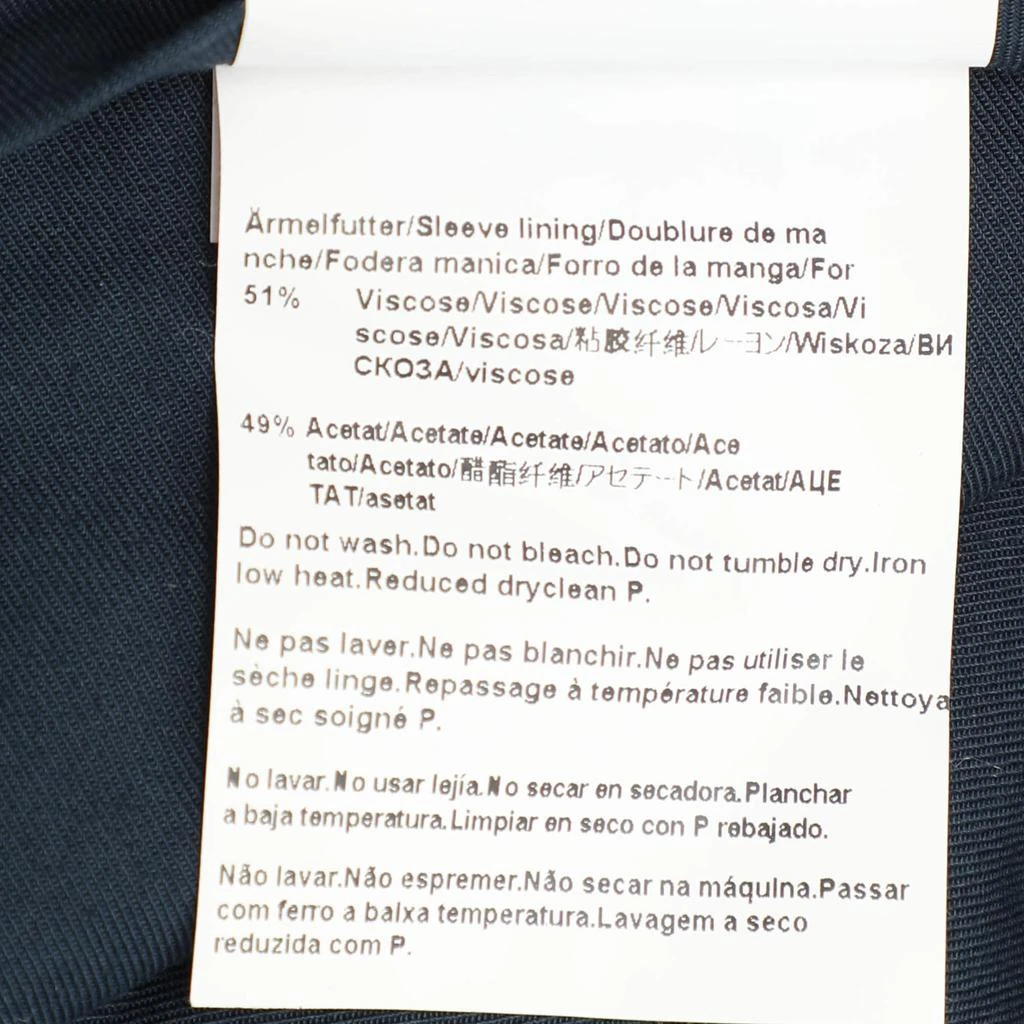 Ärmelfutter/Sleeve lining/Doublure de ma
nche/Fodera manica/Forro de la manga/For
51% Viscose/Viscose/Viscose/Viscosa/Vi
scose/Viscosa/粘胶纤维/レーヨン/Wiskoza/ВИ
СКОЗА/viscose
49% Acetat/Acetate/Acetate/Acetato/Ace
tato/Acetato/醋酯纤维/アセテート/Acetat/АЦЕ
ТАТ/asetat
Do not wash.Do not bleach.Do not tumble dry.Iron
low heat.Reduced dryclean P.
Ne pas laver.Ne pas blanchir.Ne pas utiliser le
sèche linge.Repassage à température faible.Nettoya
à sec soigné P.
No lavar.No usar lejía.No secar en secadora.Planchar
a baja temperatura.Limpiar en seco con P rebajado.
Não lavar.Não espremer.Não secar na máquina.Passar
com ferro a baixa temperatura.Lavagem a seco
reduzida com P.